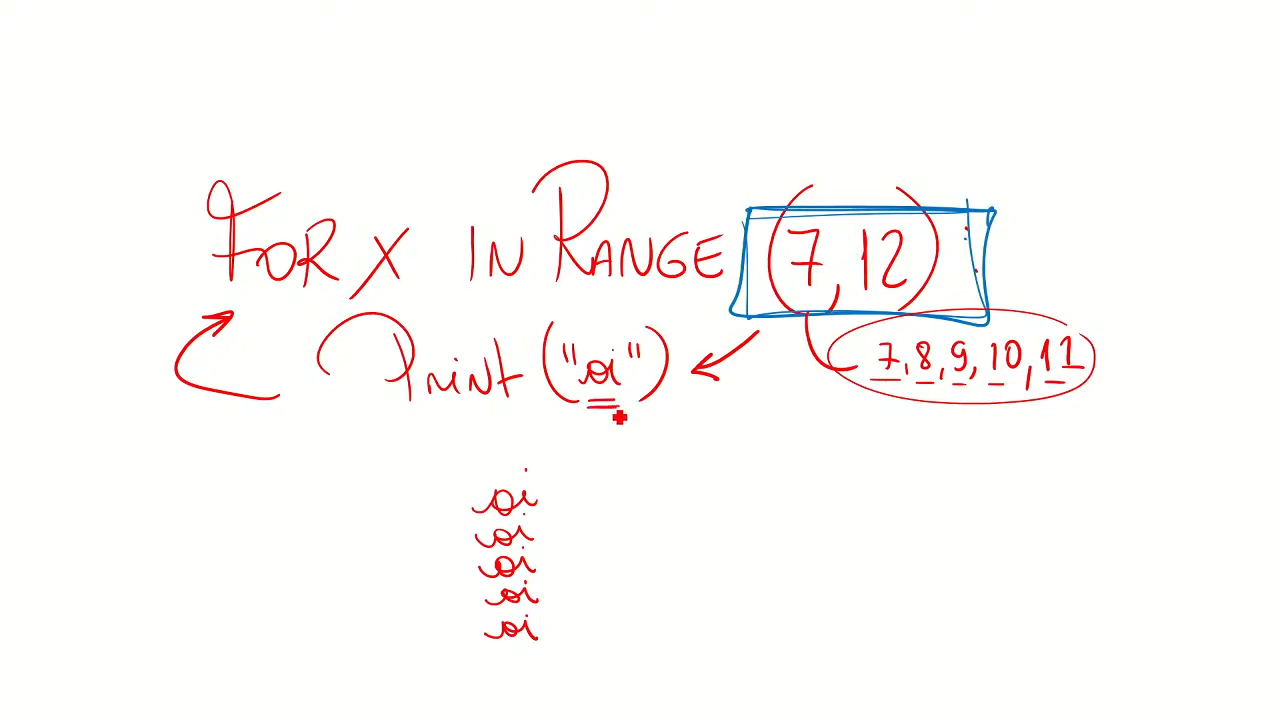 FOR X IN RANGE (7,12) :
Print ("oi")
7,8,9,10,11
oi
oi
oi
oi
oi